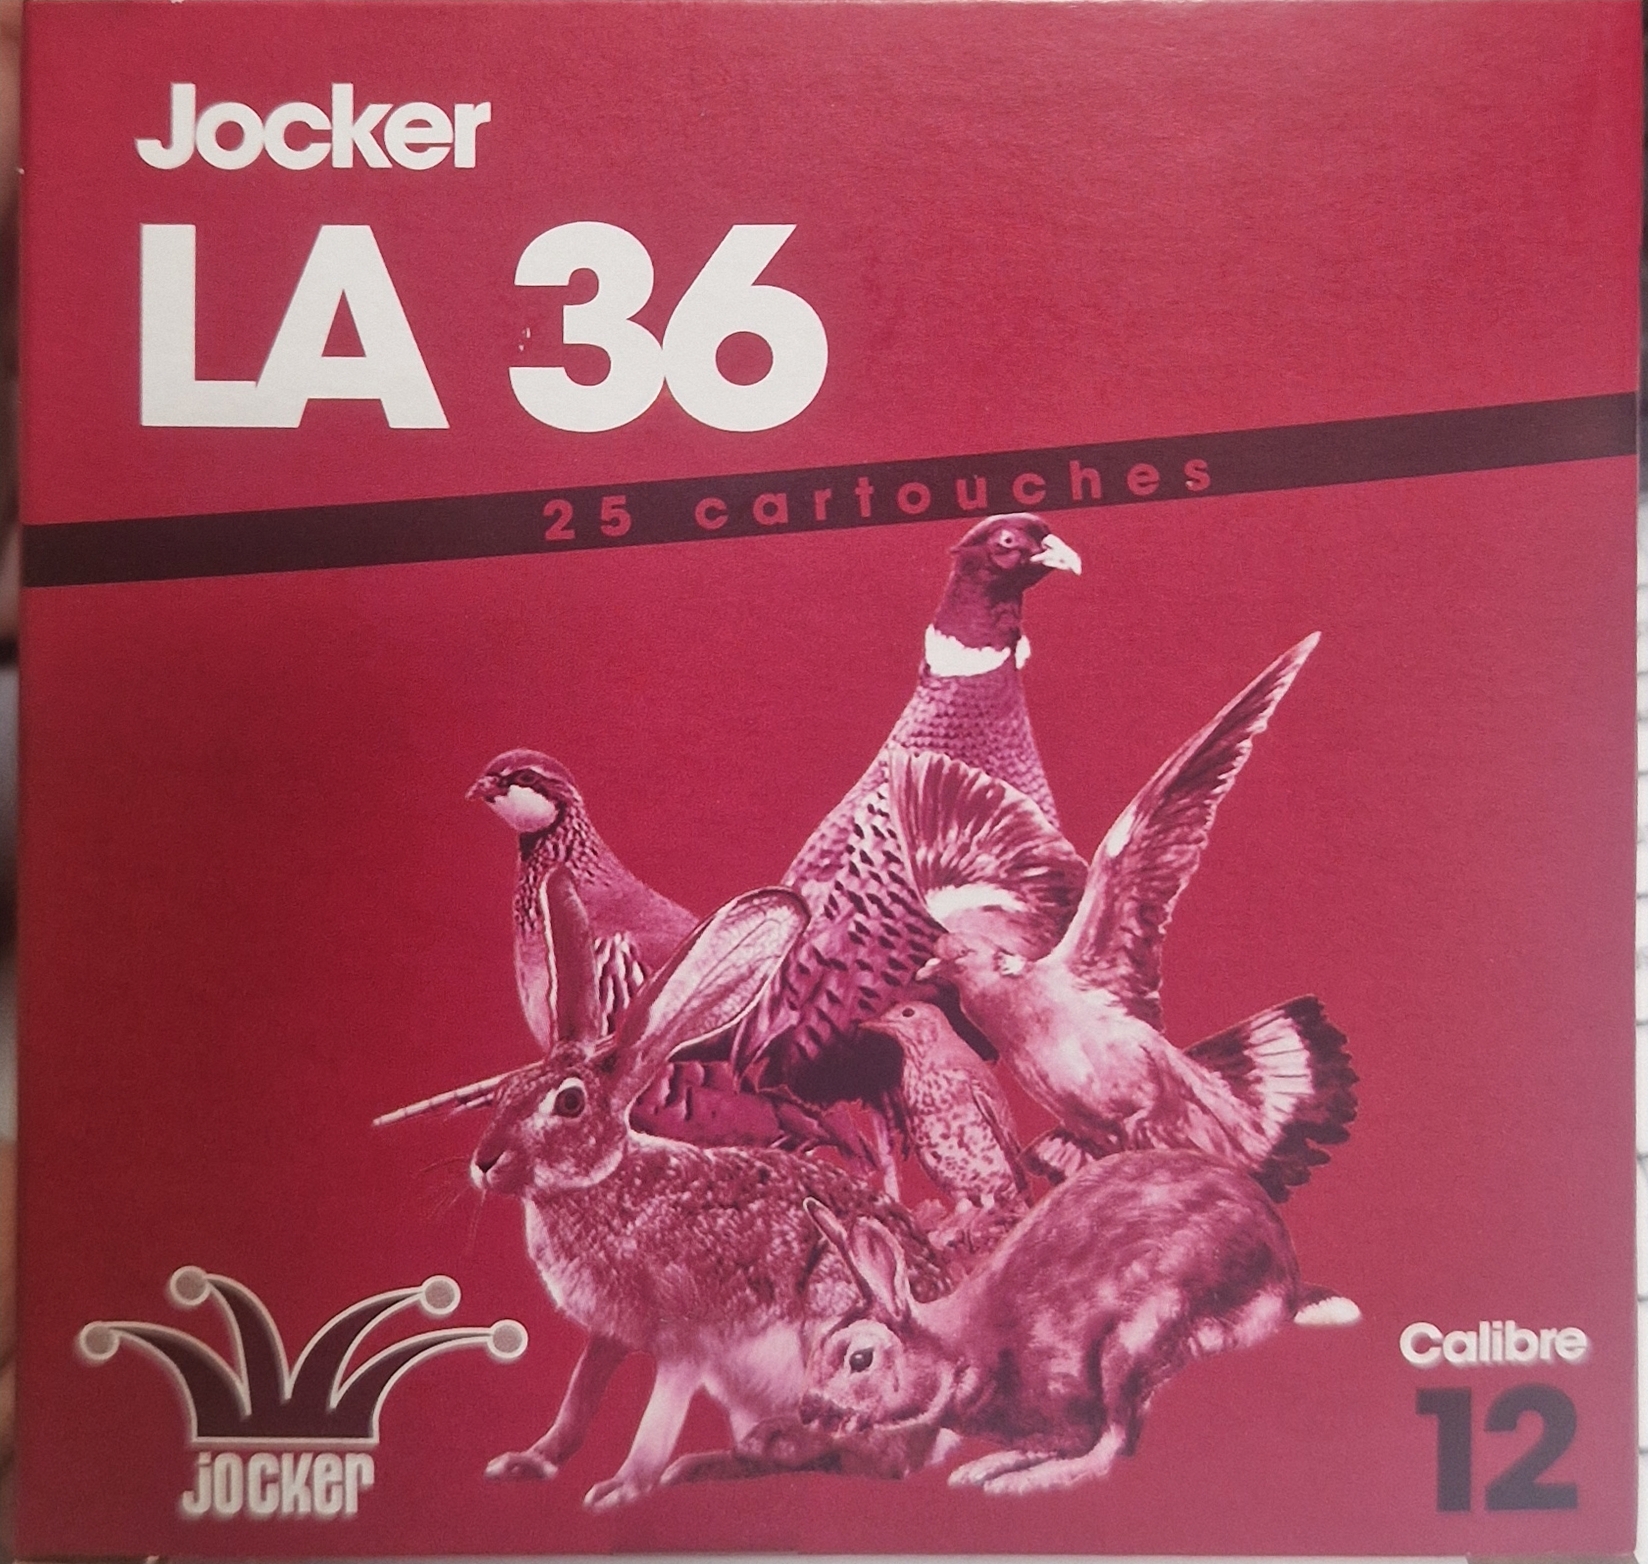 Jocker
LA 36
25 cartouches
jocker
Calibre
12